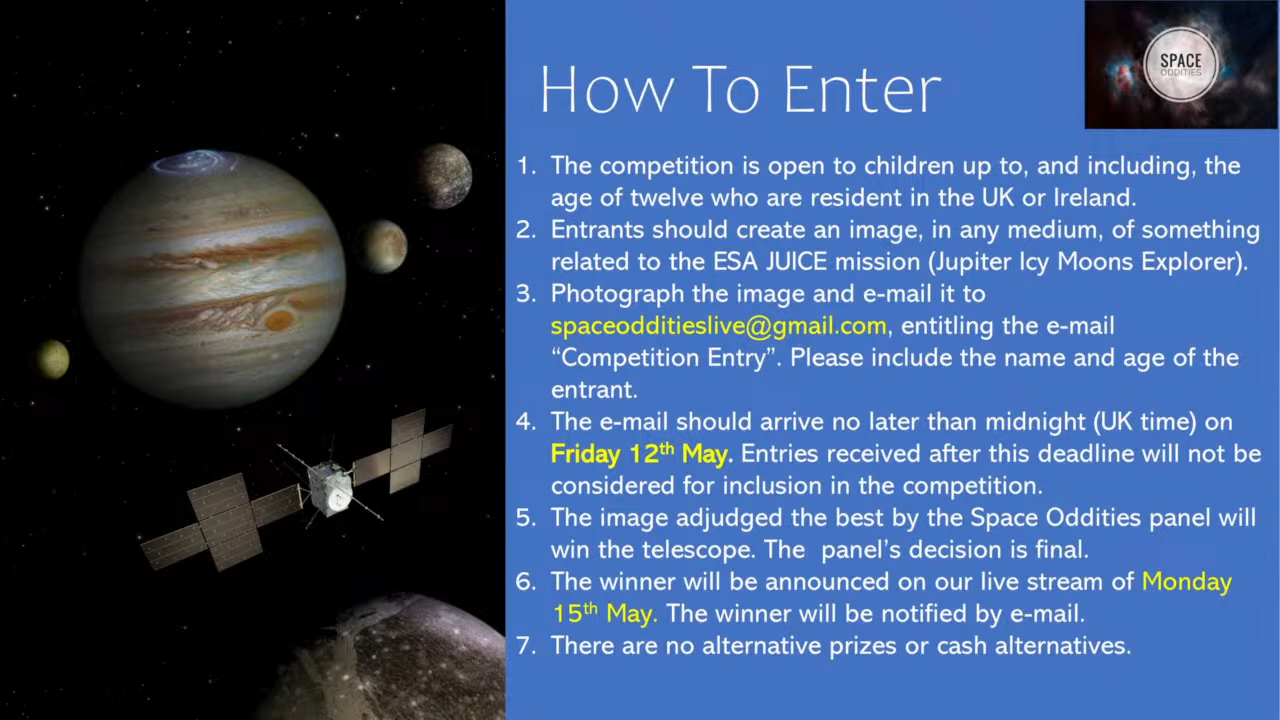 How To Enter
SPACE
ODDITIES
1. The competition is open to children up to, and including, the
age of twelve who are resident in the UK or Ireland.
2. Entrants should create an image, in any medium, of something
related to the ESA JUICE mission (Jupiter Icy Moons Explorer).
3. Photograph the image and e-mail it to
spaceodditieslive@gmail.com, entitling the e-mail
“Competition Entry”. Please include the name and age of the
entrant.
4. The e-mail should arrive no later than midnight (UK time) on
Friday 12th May. Entries received after this deadline will not be
considered for inclusion in the competition.
5. The image adjudged the best by the Space Oddities panel will
win the telescope. The  panel’s decision is final.
6. The winner will be announced on our live stream of Monday
15th May. The winner will be notified by e-mail.
7. There are no alternative prizes or cash alternatives.